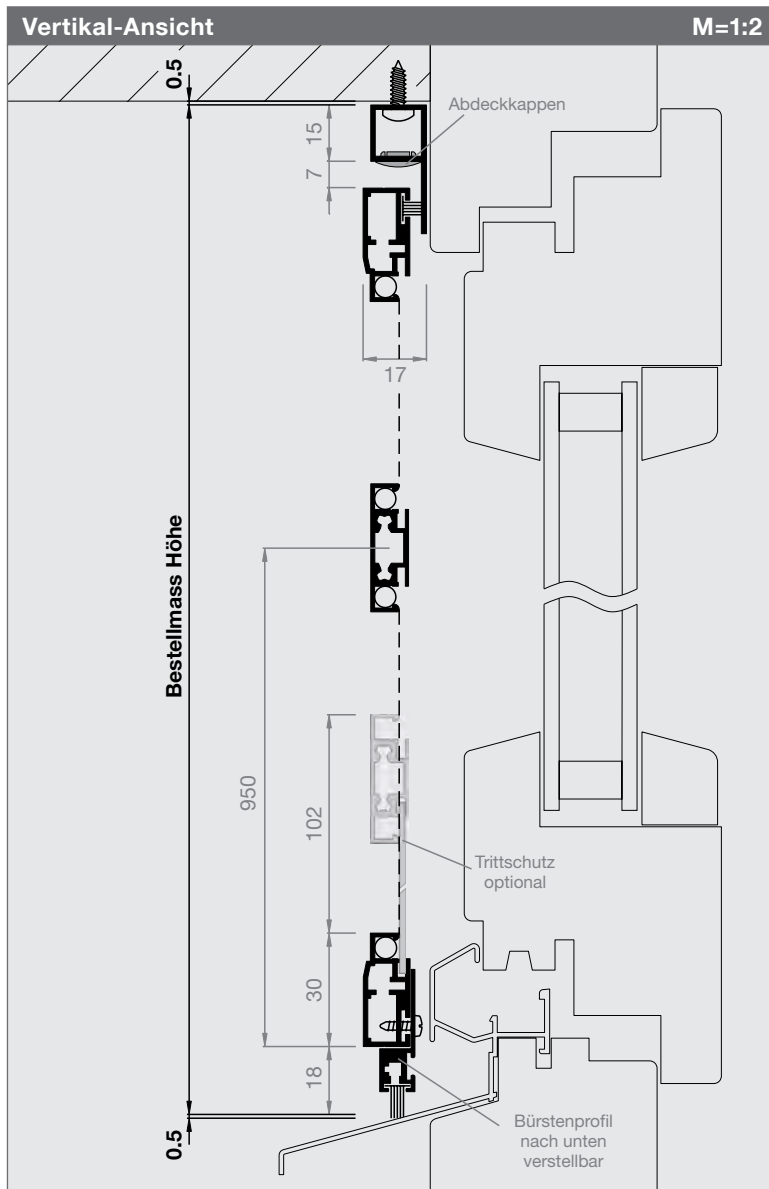 Vertikal-Ansicht M=1:2
0.5
15
Abdeckkappen
7
17
Bestellmass Höhe
950
102
Trittschutz
optional
30
18
0.5
Bürstenprofil
nach unten
verstellbar